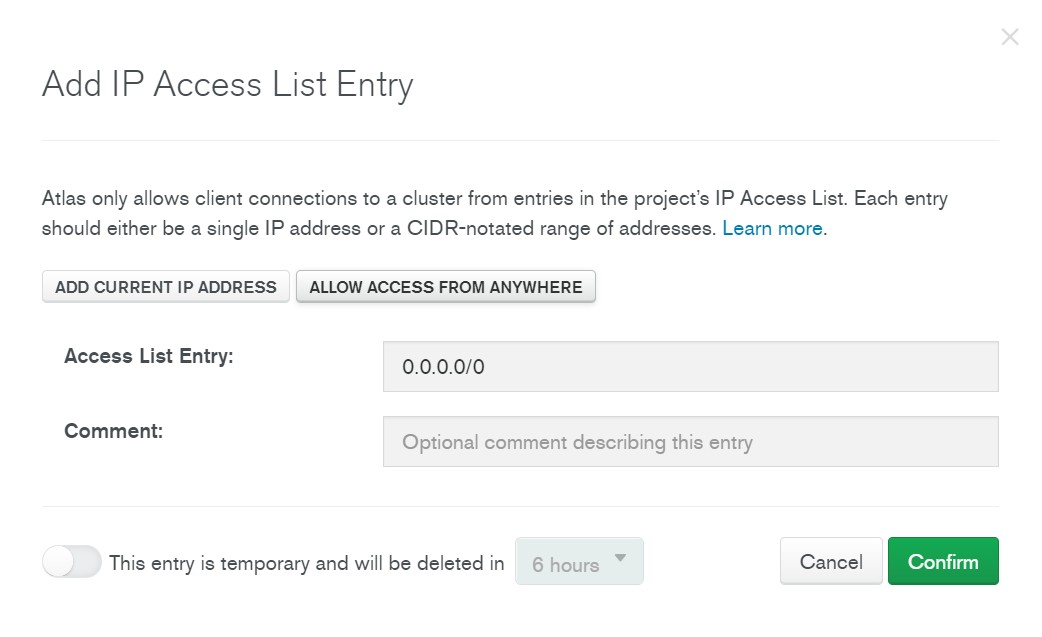 Add IP Access List Entry
Atlas only allows client connections to a cluster from entries in the project's IP Access List. Each entry
should either be a single IP address or a CIDR-notated range of addresses. Learn more.
ADD CURRENT IP ADDRESS ALLOW ACCESS FROM ANYWHERE
Access List Entry: 0.0.0.0/0
Comment: Optional comment describing this entry
This entry is temporary and will be deleted in 6 hours Cancel Confirm